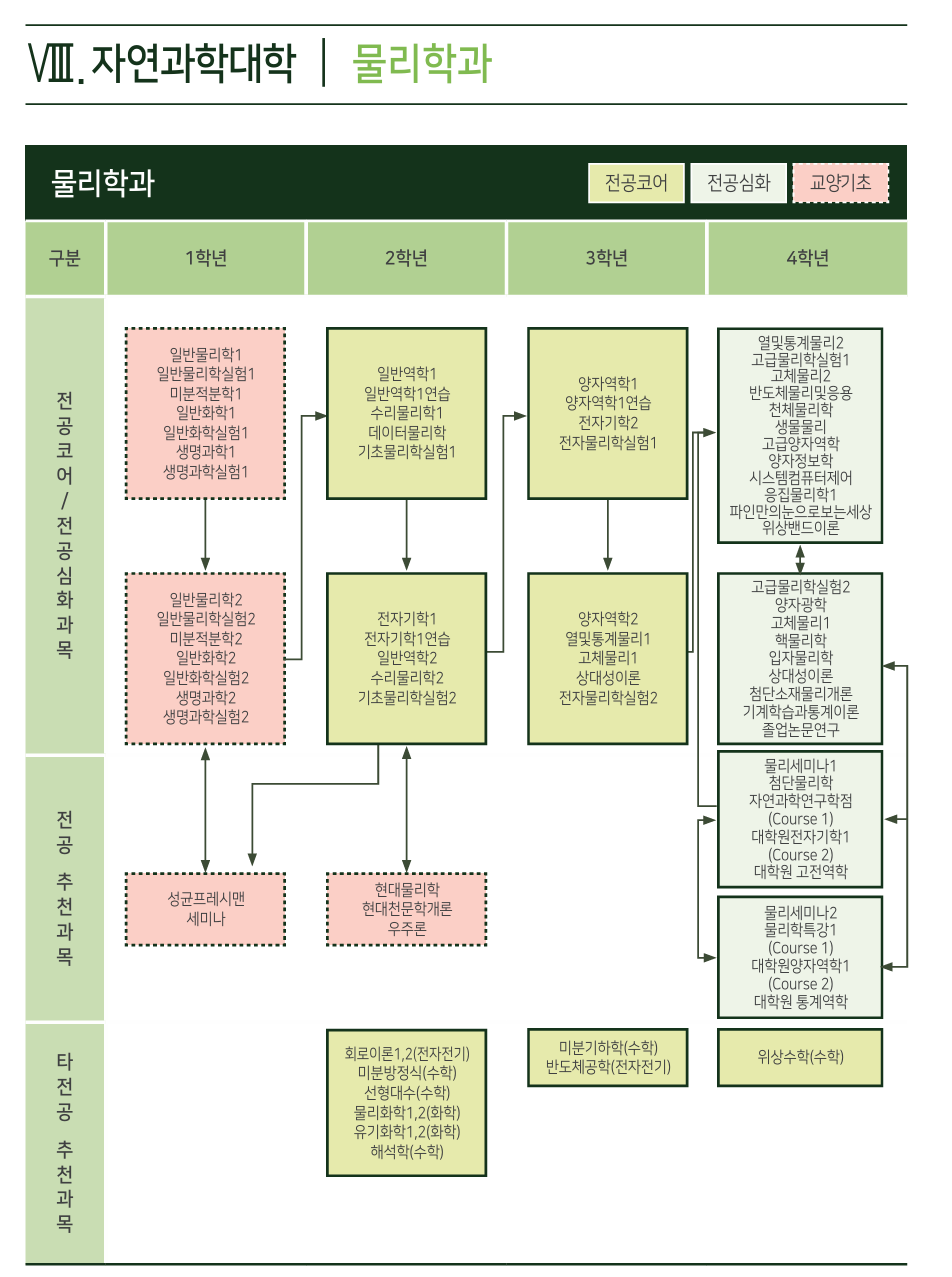 Ⅷ. 자연과학대학 | 물리학과
물리학과
전공코어
전공심화
교양기초
구분
1학년
2학년
3학년
4학년
전공코어/전공심화과목
일반물리학1
일반물리학실험1
미분적분학1
일반화학1
일반화학실험1
생명과학1
생명과학실험1
일반역학1
일반역학1연습
수리물리학1
데이터물리학
기초물리학실험1
양자역학1
양자역학1연습
전자기학2
전자물리학실험1
열및통계물리2
고급물리학실험1
고체물리2
반도체물리및응용
천체물리학
생물물리
고급양자역학
양자정보학
시스템컴퓨터제어
응집물리학1
파인만의눈으로보는세상
위상밴드이론
일반물리학2
일반물리학실험2
미분적분학2
일반화학2
일반화학실험2
생명과학2
생명과학실험2
전자기학1
전자기학1연습
일반역학2
수리물리학2
기초물리학실험2
양자역학2
열및통계물리1
고체물리1
상대성이론
전자물리학실험2
고급물리학실험2
양자광학
고체물리1
핵물리학
입자물리학
상대성이론
첨단소재물리개론
기계학습과통계이론
졸업논문연구
전공 추천과목
성균프레시맨
세미나
현대물리학
현대천문학개론
우주론
물리세미나1
첨단물리학
자연과학연구학점
(Course 1)
대학원전자기학1
(Course 2)
대학원 고전역학
물리세미나2
물리학특강1
(Course 1)
대학원양자역학1
(Course 2)
대학원 통계역학
타전공 추천과목
회로이론1,2(전자전기)
미분방정식(수학)
선형대수(수학)
물리화학1,2(화학)
유기화학1,2(화학)
해석학(수학)
미분기하학(수학)
반도체공학(전자전기)
위상수학(수학)